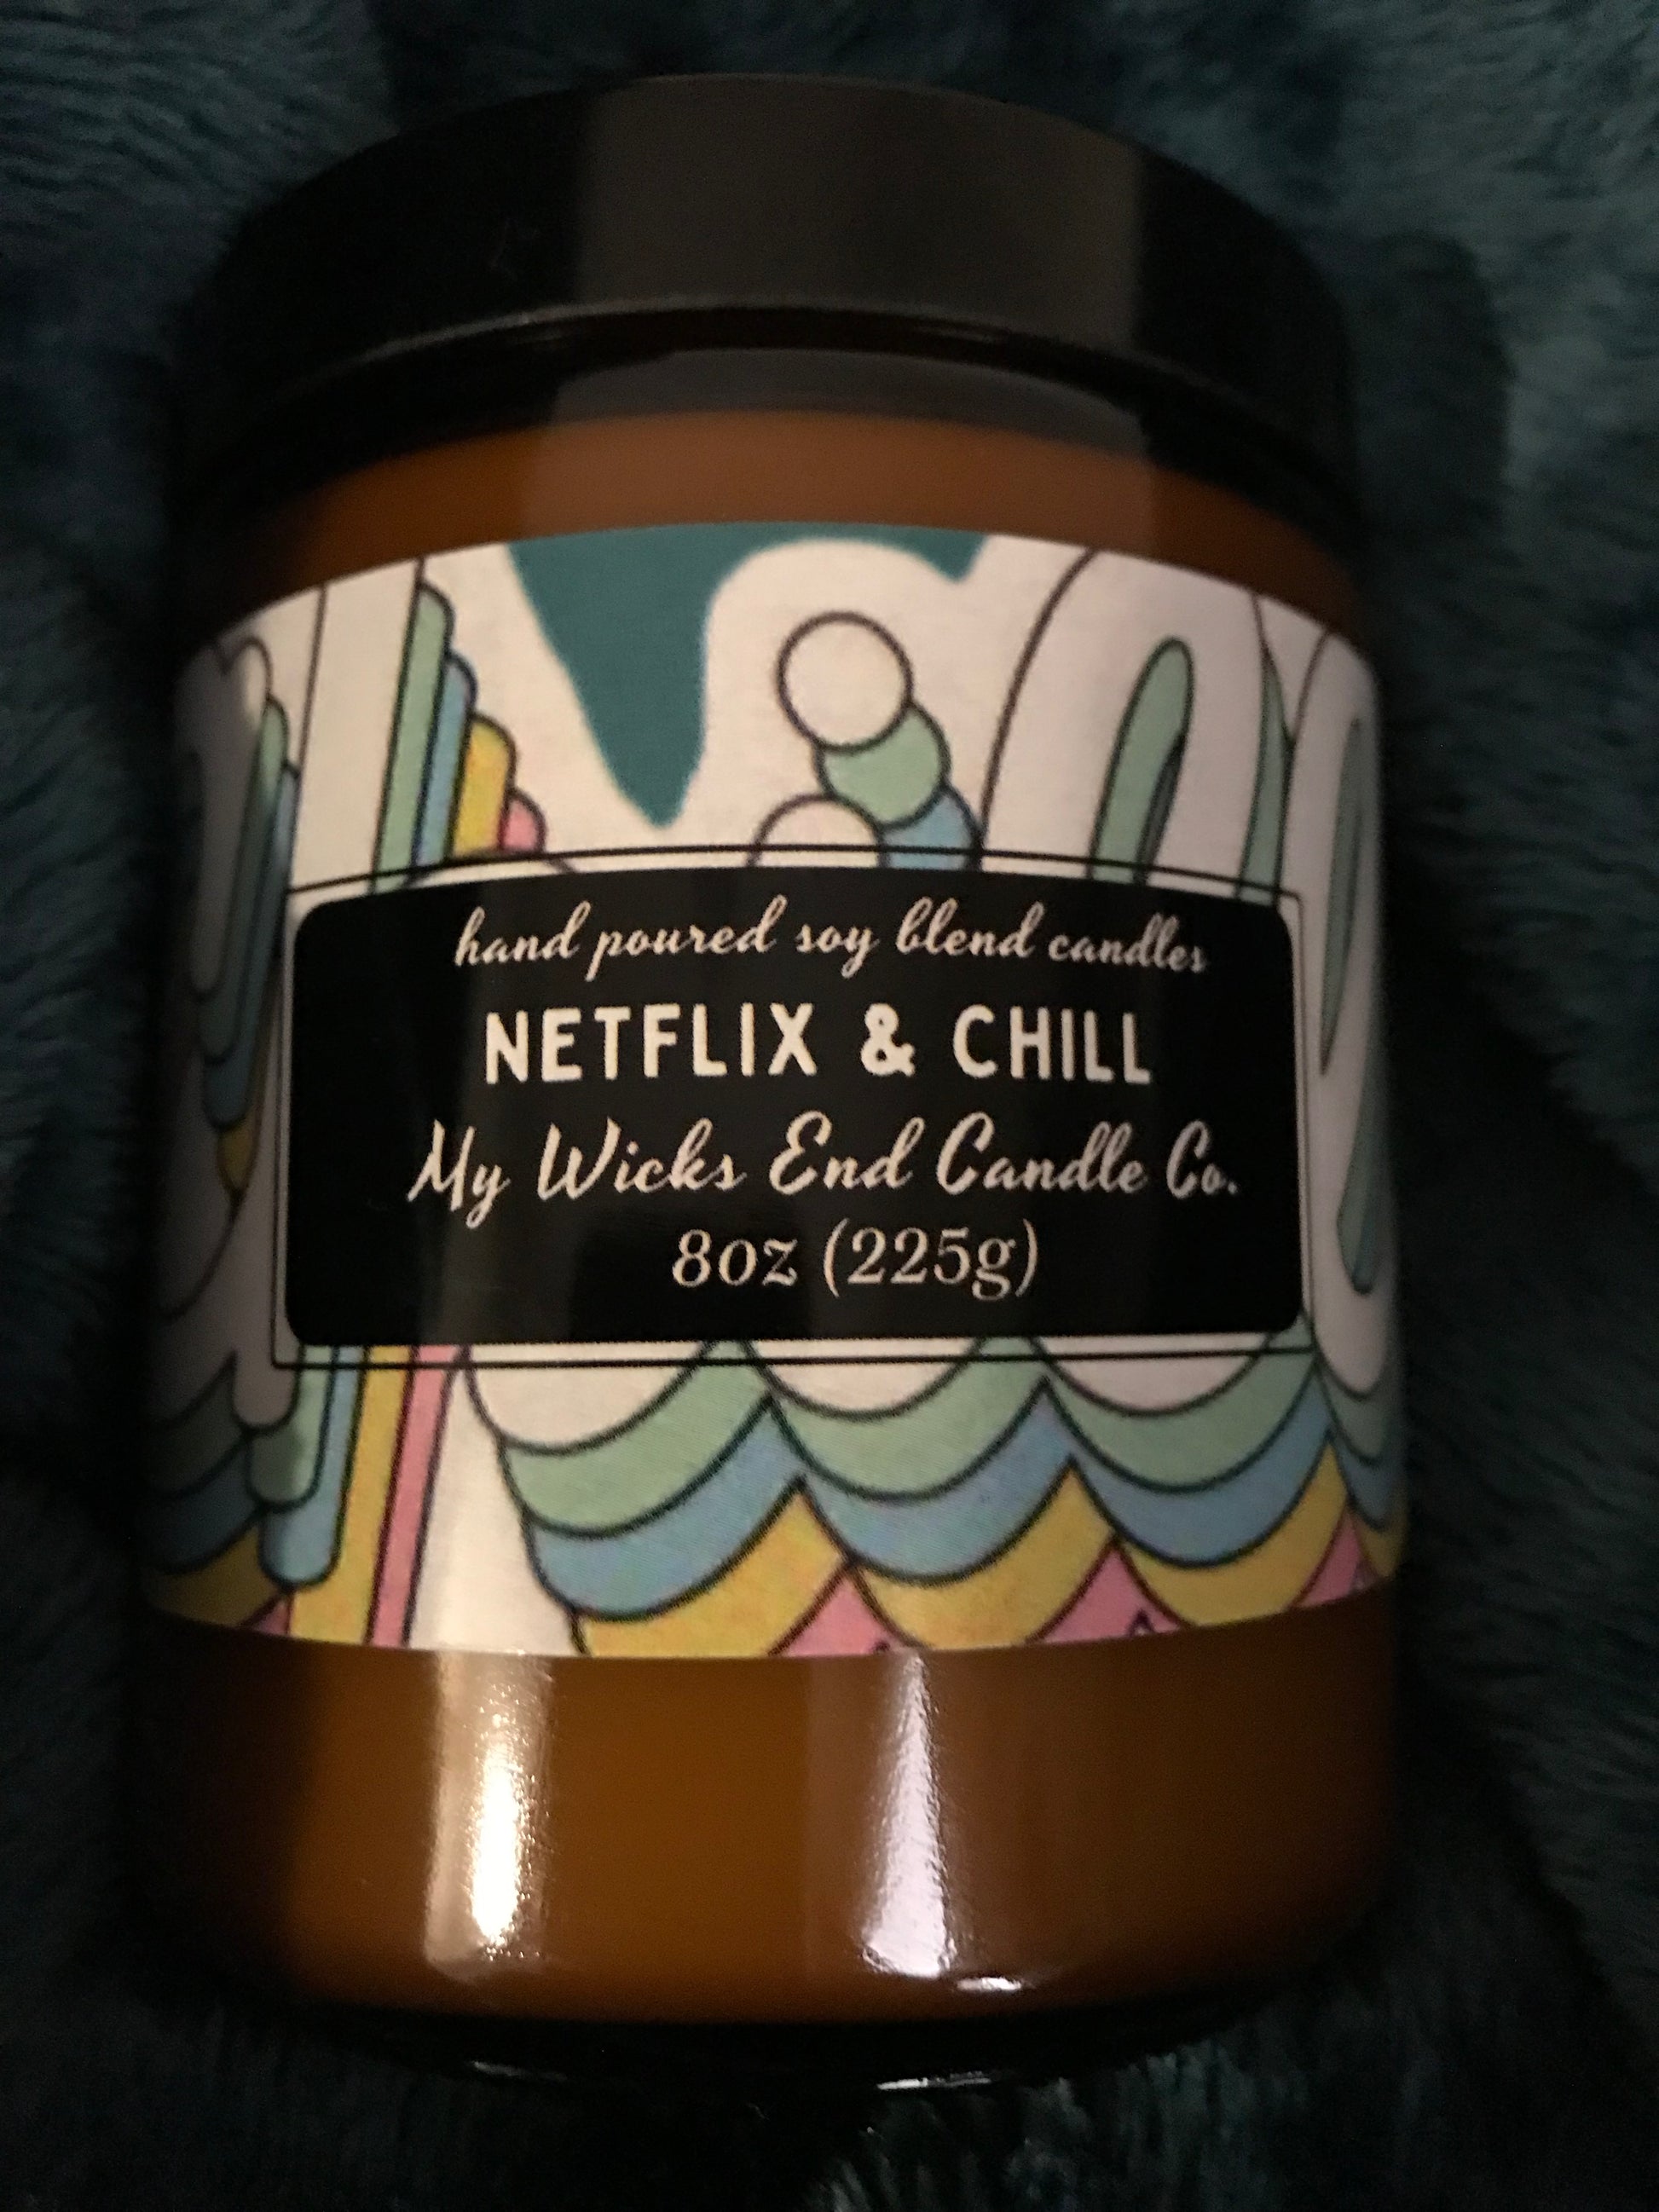 hand poured soy blend candles
NETFLIX & CHILL
My Wicks End Candle Co.
8oz (225g)